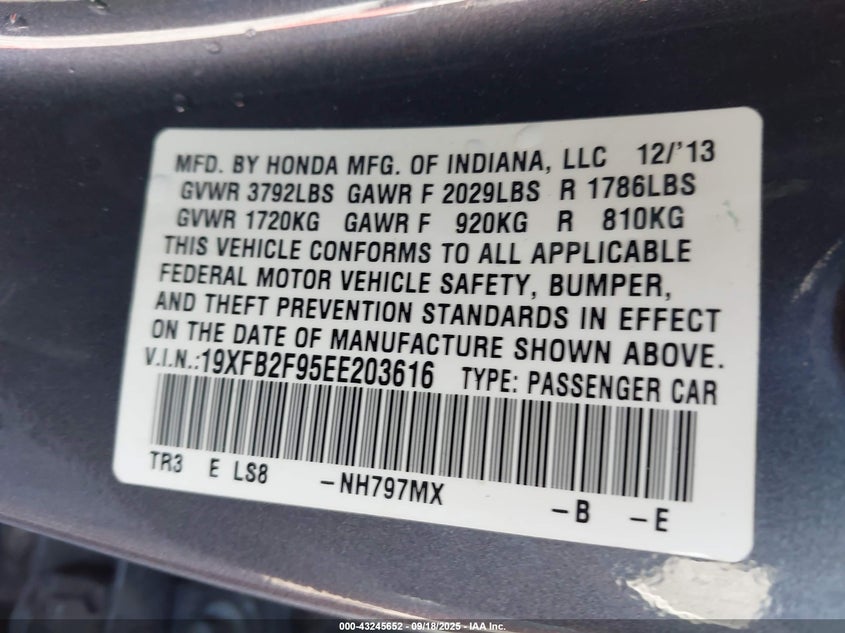 MFD. BY HONDA MFG. OF INDIANA, LLC 12/'13
GVWR 3792LBS GAWR F 2029LBS R 1786LBS
GVWR 1720KG GAWR F 920KG R 810KG
THIS VEHICLE CONFORMS TO ALL APPLICABLE
FEDERAL MOTOR VEHICLE SAFETY, BUMPER,
AND THEFT PREVENTION STANDARDS IN EFFECT
ON THE DATE OF MANUFACTURE SHOWN ABOVE.
V.I.N.:19XFB2F95EE203616 TYPE: PASSENGER CAR
TR3 E LS8 -NH797MX -B -E
000-43245652 - 09/18/2025 - IAA Inc.